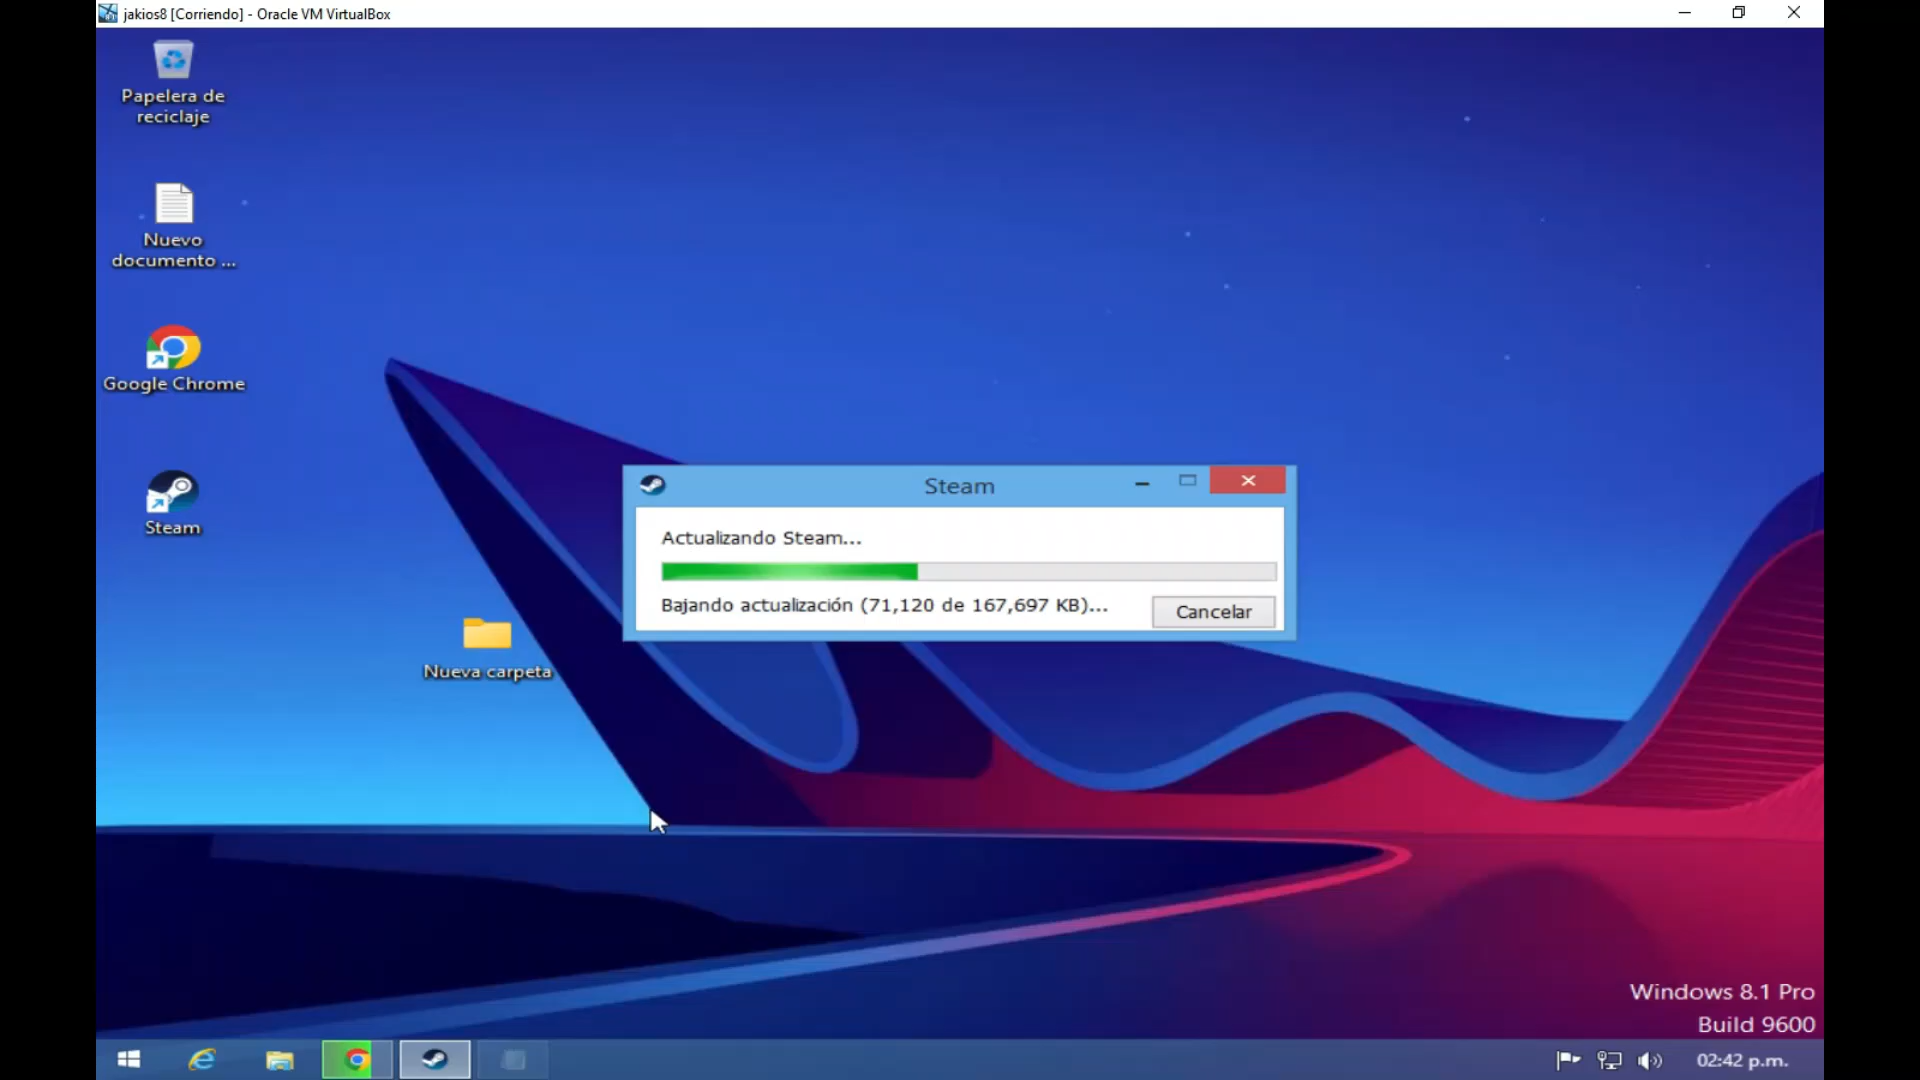 jakios8 [Corriendo] - Oracle VM VirtualBox
Papelera de
reciclaje
Nuevo
documento ...
Google Chrome
Steam
Nueva carpeta
Steam
Actualizando Steam...
Bajando actualización (71,120 de 167,697 KB)...
Cancelar
Windows 8.1 Pro
Build 9600
02:42 p.m.